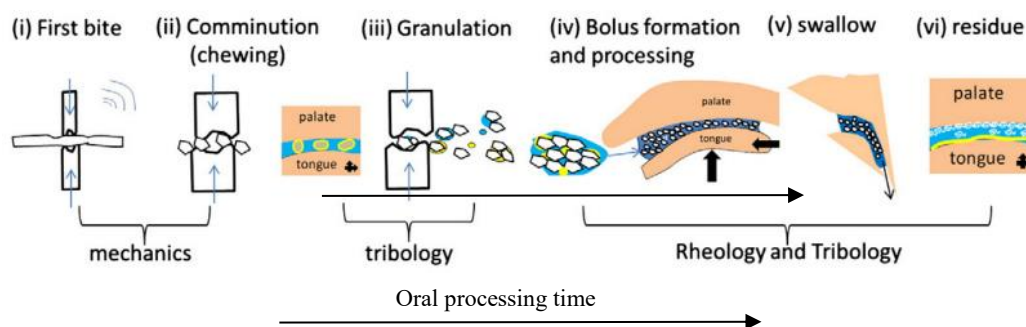 (i) First bite
(ii) Comminution
(chewing)
(iii) Granulation
(iv) Bolus formation
and processing
(v) swallow
(vi) residue
palate
tongue
palate
tongue
palate
tongue
mechanics
tribology
Rheology and Tribology
Oral processing time